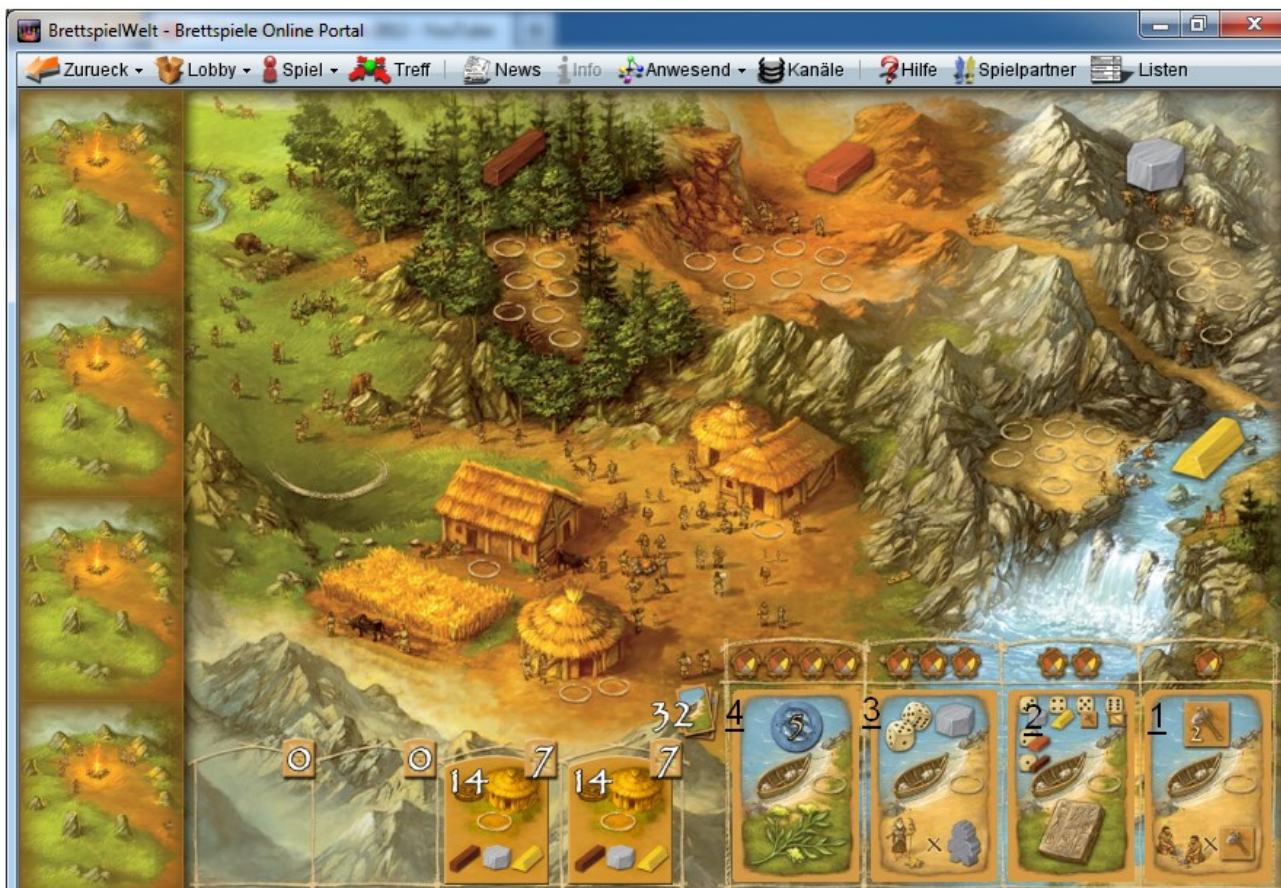 BrettspielWelt - Brettspiele Online Portal
Zurueck Lobby Spiel Treff News Info Anwesend Kanäle Hilfe Spielpartner Listen
32
4 5 3 2 1 2
0 0 14 7 14 7
x x